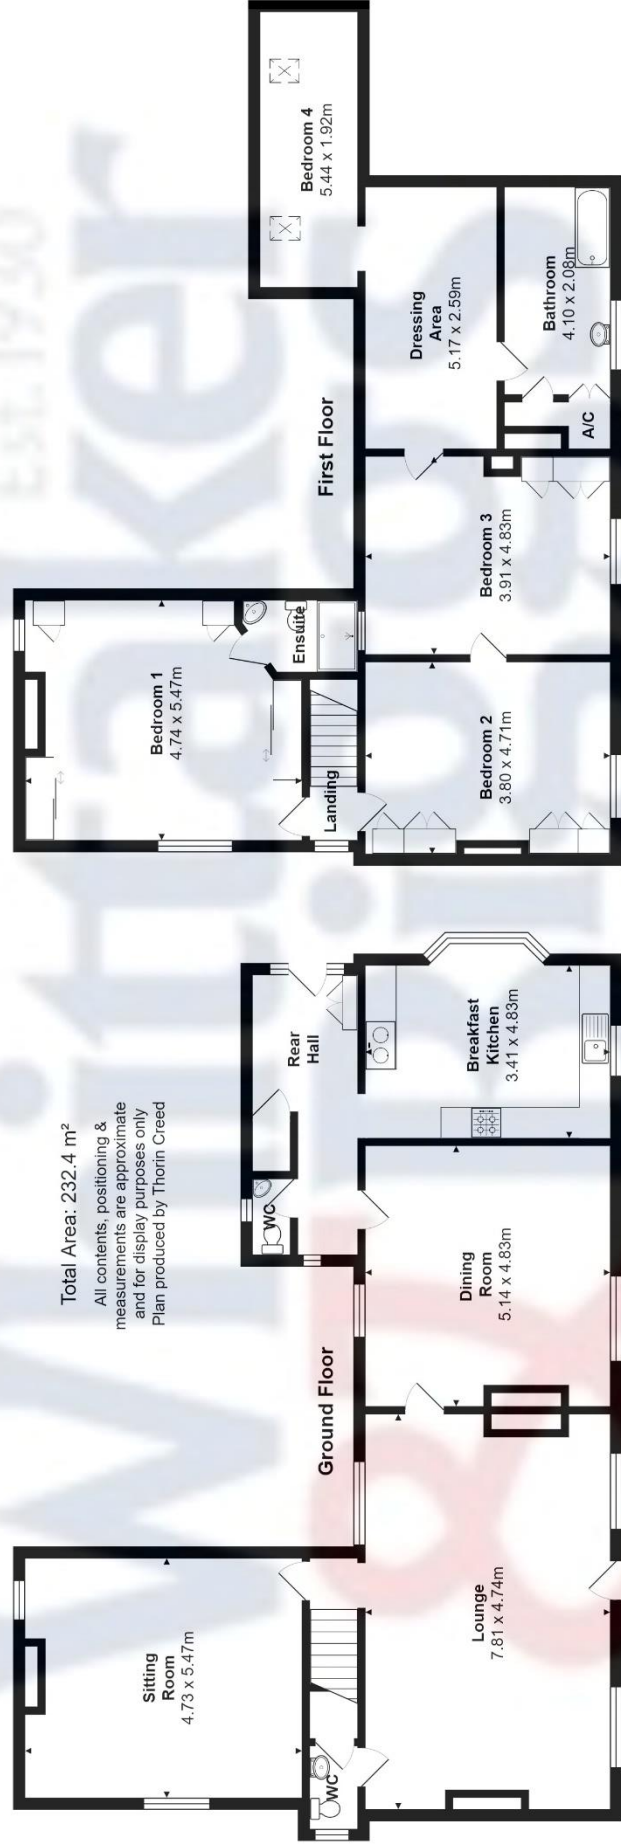 Total Area: 232.4 m²
All contents, positioning &
measurements are approximate
and for display purposes only
Plan produced by Thorin Creed
Ground Floor
Sitting
Room
4.73 x 5.47m
WC
Lounge
7.81 x 4.74m
Dining
Room
5.14 x 4.83m
WC
Rear
Hall
Breakfast
Kitchen
3.41 x 4.83m
First Floor
Bedroom 1
4.74 x 5.47m
Ensuite
Landing
Bedroom 2
3.80 x 4.71m
Bedroom 3
3.91 x 4.83m
Dressing
Area
5.17 x 2.59m
Bedroom 4
5.44 x 1.92m
Bathroom
4.10 x 2.08m
A/C
Est. 1930
Whittaker
& Biggs